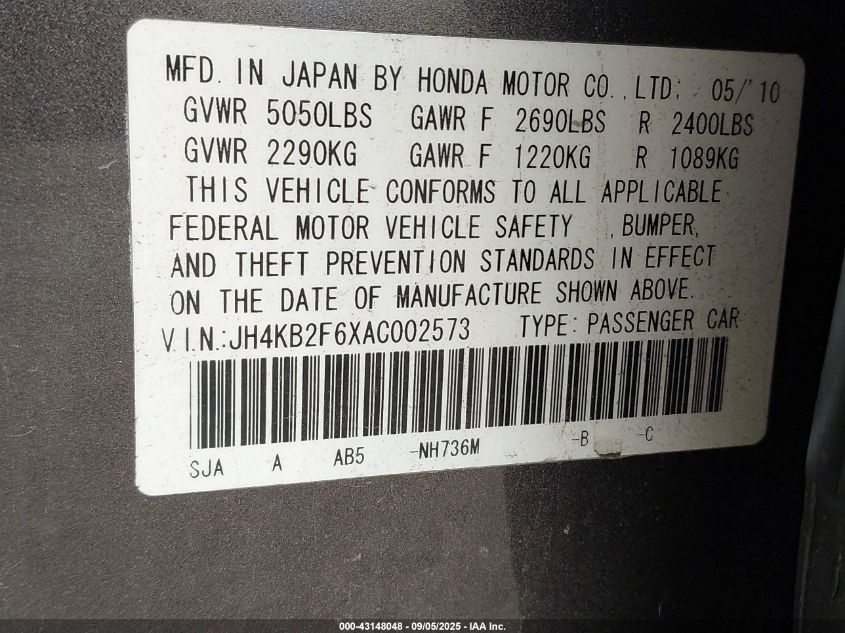 MFD. IN JAPAN BY HONDA MOTOR CO.,LTD; 05/'10
GVWR 5050LBS GAWR F 2690LBS R 2400LBS
GVWR 2290KG GAWR F 1220KG R 1089KG
THIS VEHICLE CONFORMS TO ALL APPLICABLE
FEDERAL MOTOR VEHICLE SAFETY , BUMPER,
AND THEFT PREVENTION STANDARDS IN EFFECT
ON THE DATE OF MANUFACTURE SHOWN ABOVE.
V.I.N.:JH4KB2F6XAC002573 TYPE: PASSENGER CAR
SJA A AB5 -NH736M -B -C
000-43148048 - 09/05/2025 - IAA Inc.